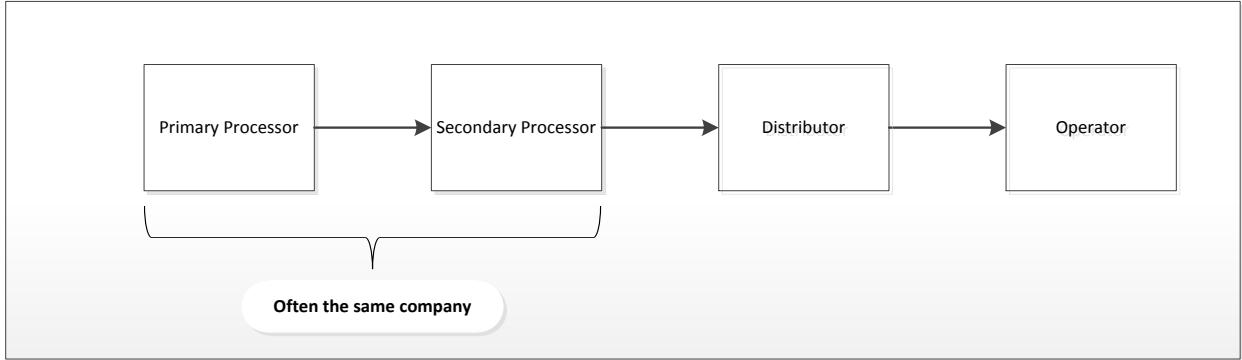 Primary Processor
Secondary Processor
Distributor
Operator
Often the same company